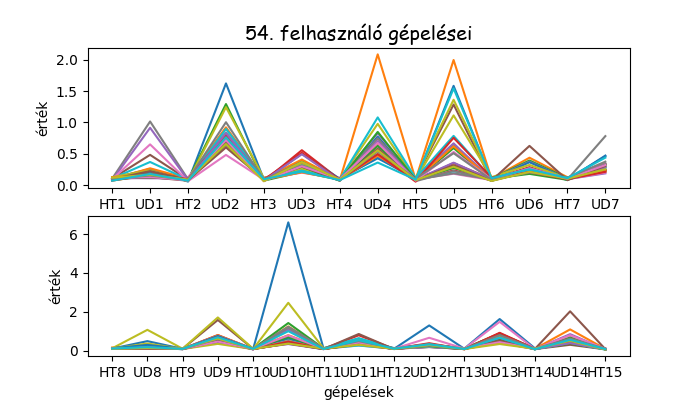 54. felhasználó gépelései
2.0
1.5
1.0
0.5
0.0
érték
HT1 UD1 HT2 UD2 HT3 UD3 HT4 UD4 HT5 UD5 HT6 UD6 HT7 UD7
6
4
2
0
érték
HT8 UD8 HT9 UD9 HT10 UD10 HT11 UD11 HT12 UD12 HT13 UD13 HT14 UD14 HT15
gépelések